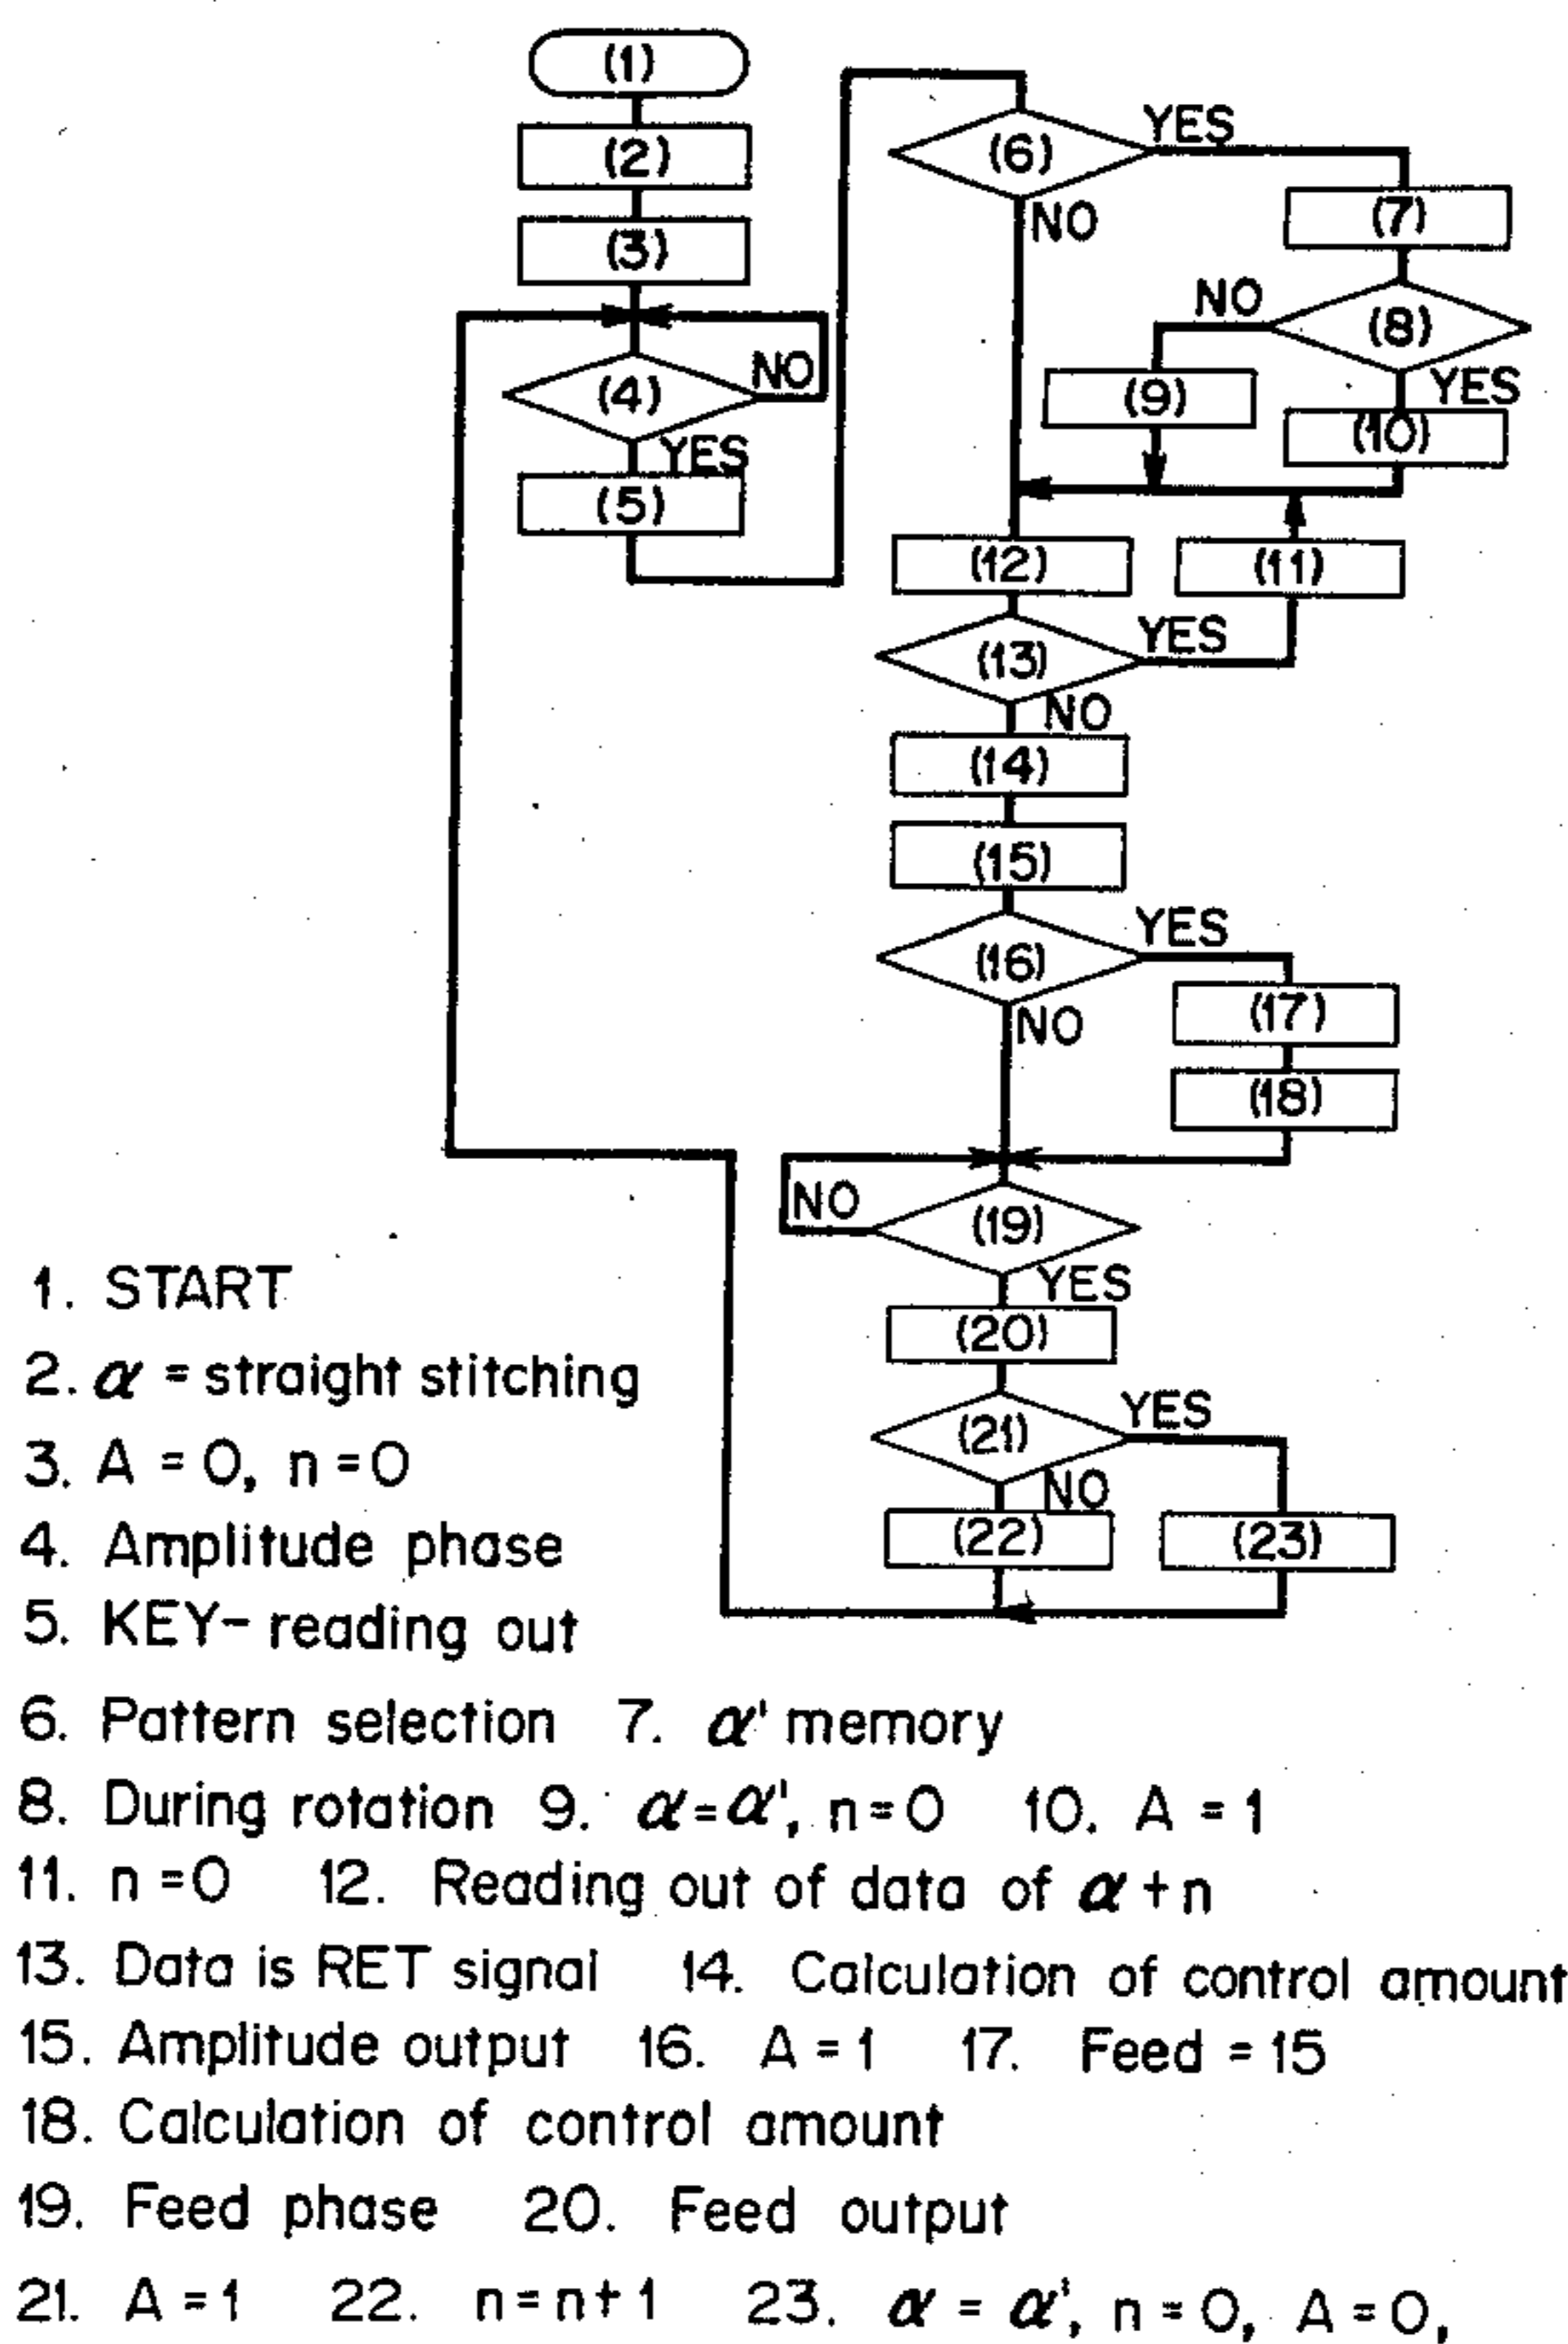 (1)
(2)
(3)
(4)
NO
YES
(5)
(6)
YES
NO
(7)
(8)
NO
YES
(9)
(10)
(12)
(11)
(13)
YES
NO
(14)
(15)
(16)
YES
NO
(17)
(18)
(19)
NO
YES
(20)
(21)
YES
NO
(22)
(23)
1. START
2. α = straight stitching
3. A = 0, n = 0
4. Amplitude phase
5. KEY- reading out
6. Pattern selection 7. α' memory
8. During rotation 9. α = α', n = 0 10. A = 1
11. n = 0 12. Reading out of data of α + n
13. Data is RET signal 14. Calculation of control amount
15. Amplitude output 16. A = 1 17. Feed = 15
18. Calculation of control amount
19. Feed phase 20. Feed output
21. A = 1 22. n = n + 1 23. α = α', n = 0, A = 0,